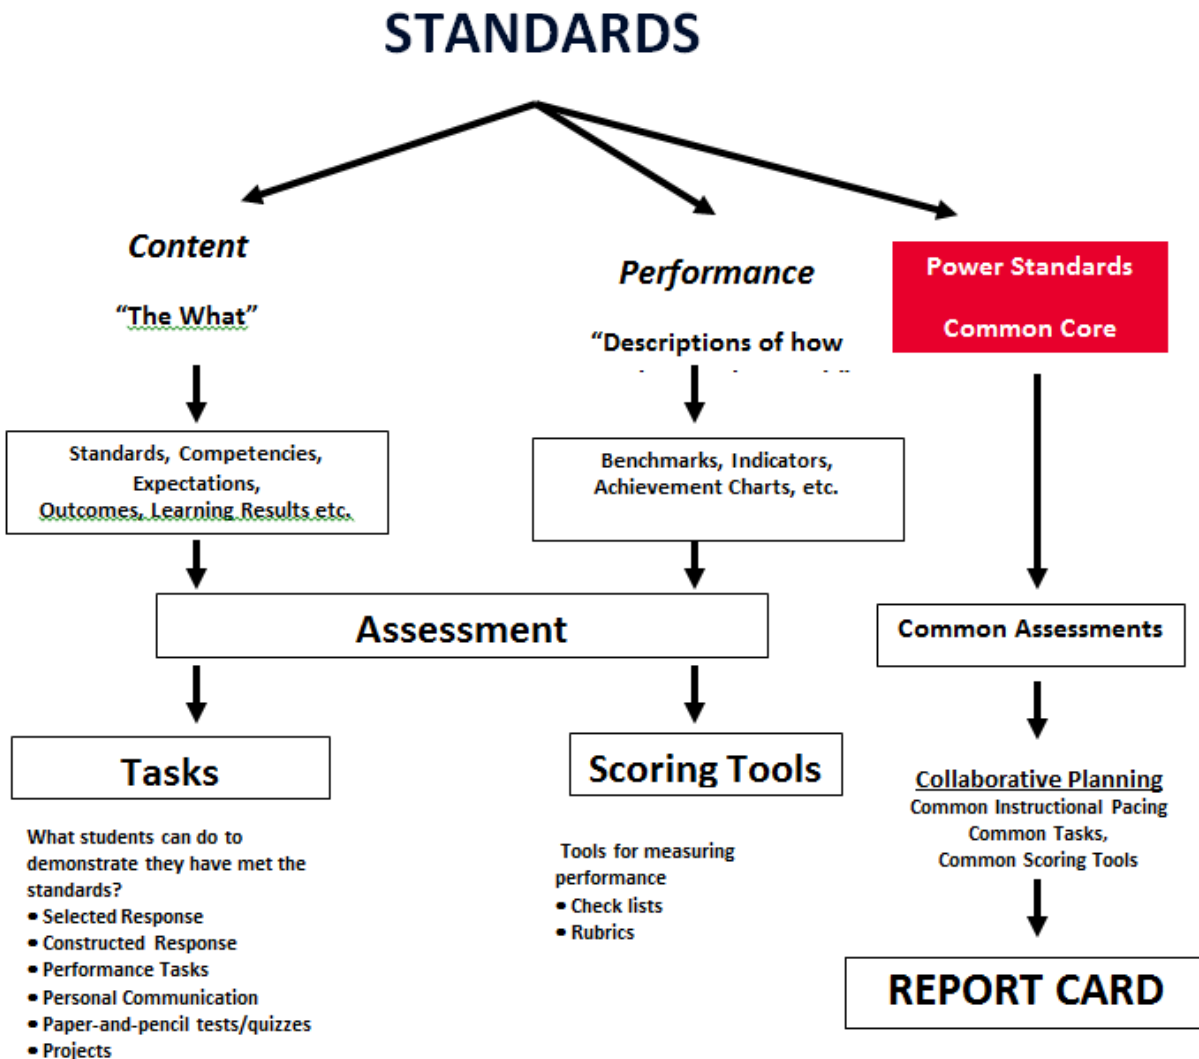 STANDARDS
Content
“The What”
Standards, Competencies,
Expectations,
Outcomes, Learning Results etc.
Performance
“Descriptions of how
Benchmarks, Indicators,
Achievement Charts, etc.
Power Standards
Common Core
Assessment
Common Assessments
Tasks
What students can do to
demonstrate they have met the
standards?
• Selected Response
• Constructed Response
• Performance Tasks
• Personal Communication
• Paper-and-pencil tests/quizzes
• Projects
Scoring Tools
Tools for measuring
performance
• Check lists
• Rubrics
Collaborative Planning
Common Instructional Pacing
Common Tasks,
Common Scoring Tools
REPORT CARD